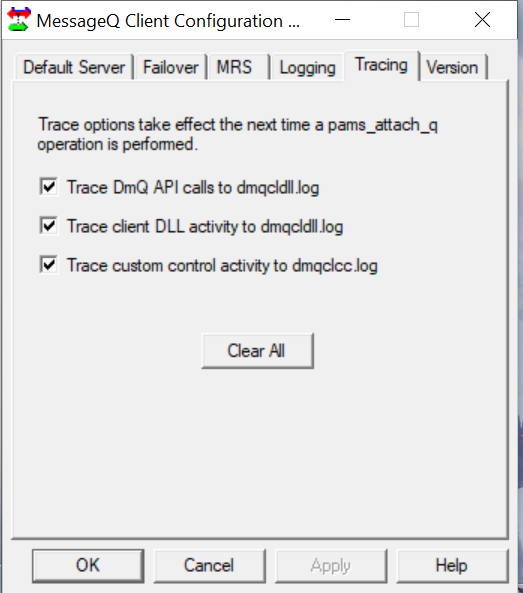 MessageQ Client Configuration ...
Default Server
Failover
MRS
Logging
Tracing
Version
Trace options take effect the next time a pams_attach_q
operation is performed.
Trace DmQ API calls to dmqcldll.log
Trace client DLL activity to dmqcldll.log
Trace custom control activity to dmqclcc.log
Clear All
OK
Cancel
Apply
Help